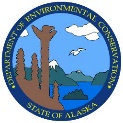 DEPARTMENT OF ENVIRONMENTAL CONSERVATION
STATE OF ALASKA